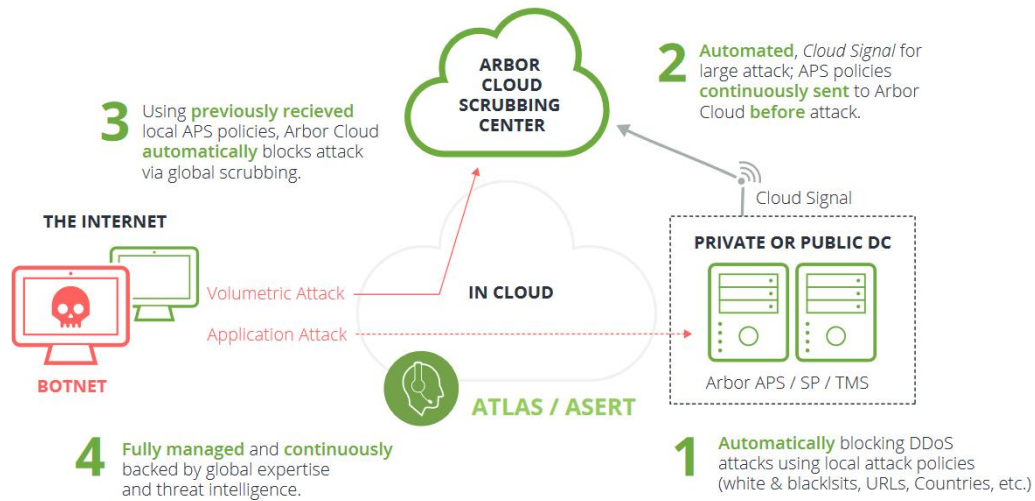 ARBOR
CLOUD
SCRUBBING
CENTER
2
Automated, Cloud Signal for
large attack; APS policies
continuously sent to Arbor
Cloud before attack.
3
Using previously recieved
local APS policies, Arbor Cloud
automatically blocks attack
via global scrubbing.
Cloud Signal
THE INTERNET
PRIVATE OR PUBLIC DC
Volumetric Attack
IN CLOUD
Application Attack
BOTNET
Arbor APS / SP / TMS
ATLAS / ASERT
4
Fully managed and continuously
backed by global expertise
and threat intelligence.
1
Automatically blocking DDoS
attacks using local attack policies
(white & blacklsits, URLs, Countries, etc.)